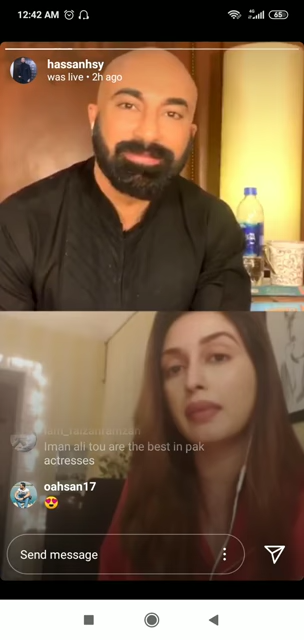 12:42 AM
4G
65
hassanhsy
was live • 2h ago
Iman ali tou are the best in pak
actresses
oahsan17
😍
Send message